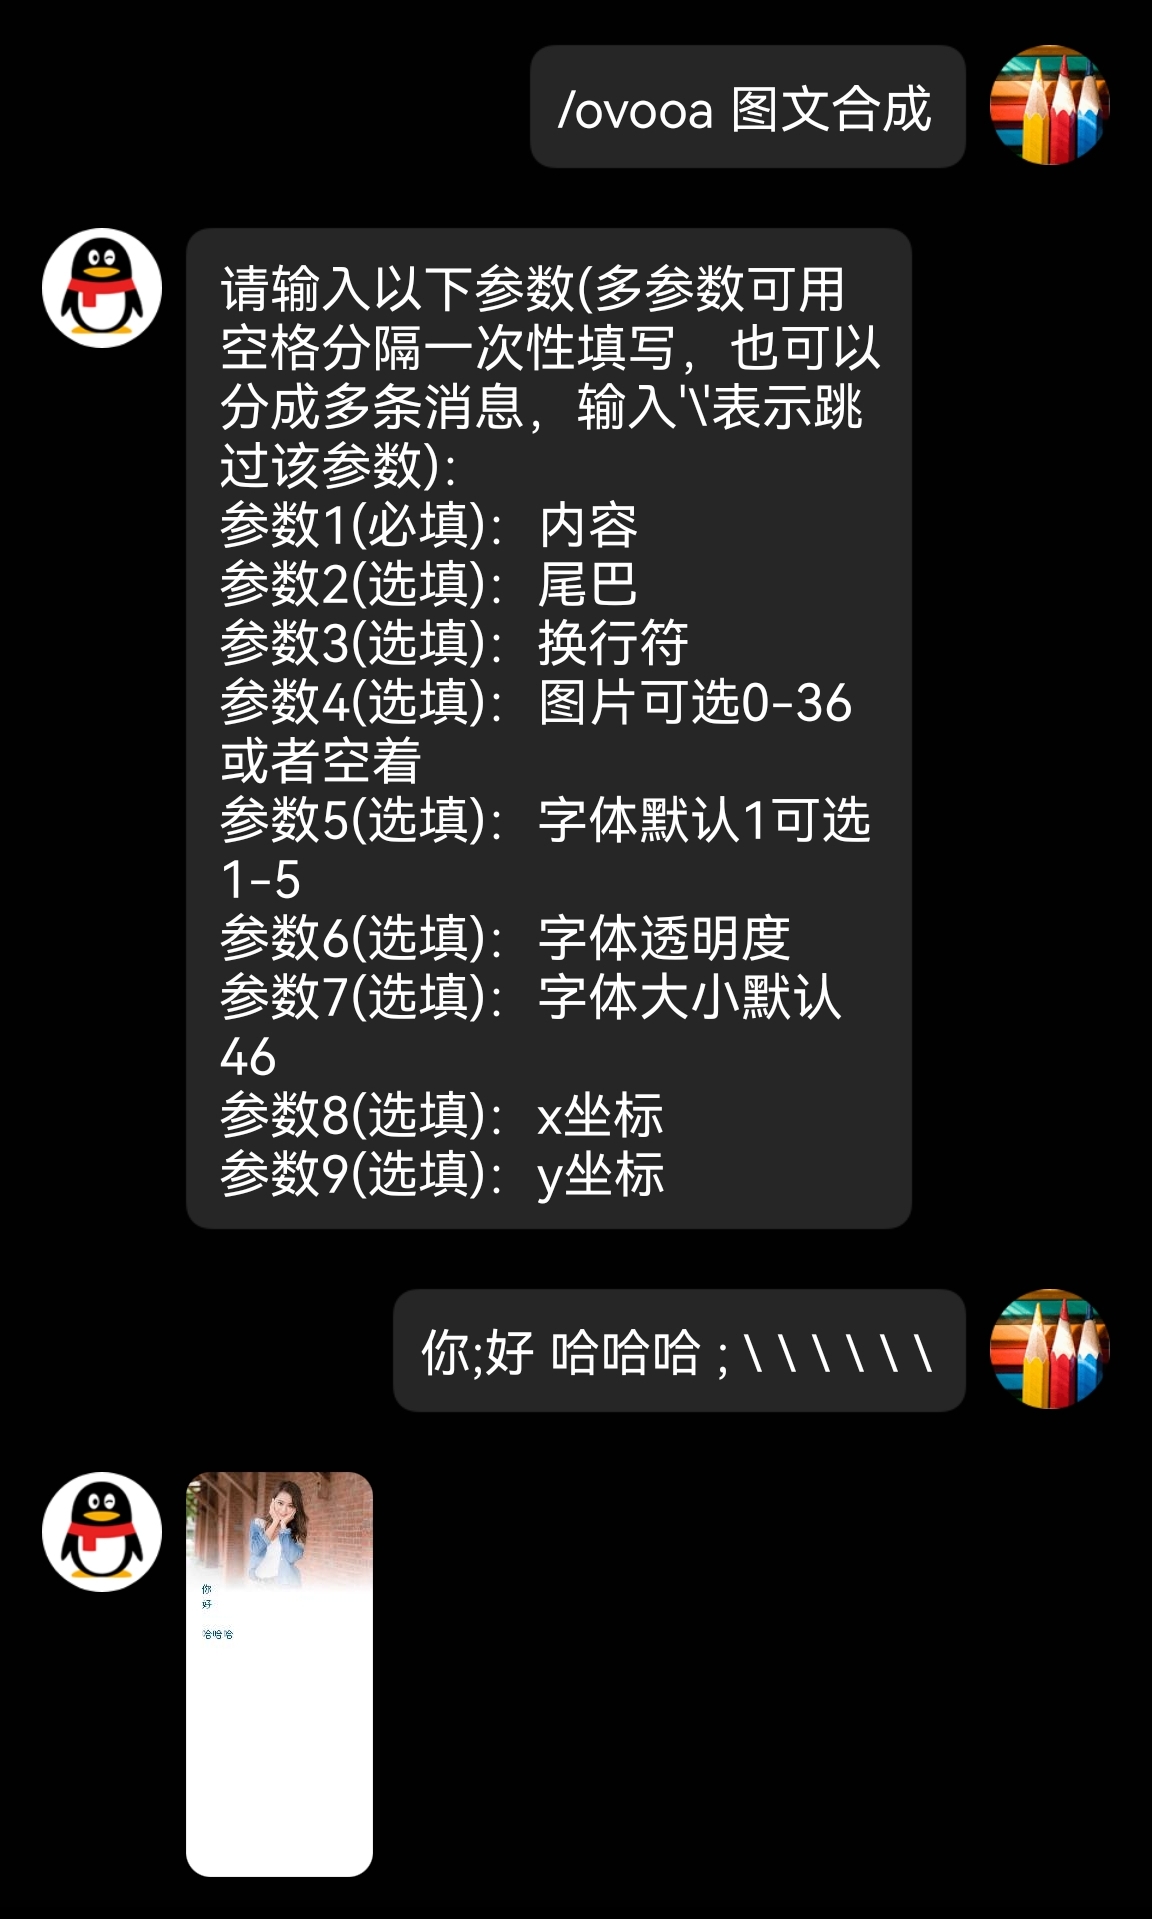 /ovooa 图文合成
请输入以下参数(多参数可用
空格分隔一次性填写，也可以
分成多条消息，输入'\'表示跳
过该参数)：
参数1(必填)：内容
参数2(选填)：尾巴
参数3(选填)：换行符
参数4(选填)：图片可选0-36
或者空着
参数5(选填)：字体默认1可选
1-5
参数6(选填)：字体透明度
参数7(选填)：字体大小默认
46
参数8(选填)：x坐标
参数9(选填)：y坐标
你;好 哈哈哈 ; \ \ \ \ \ \
你
好
哈哈哈